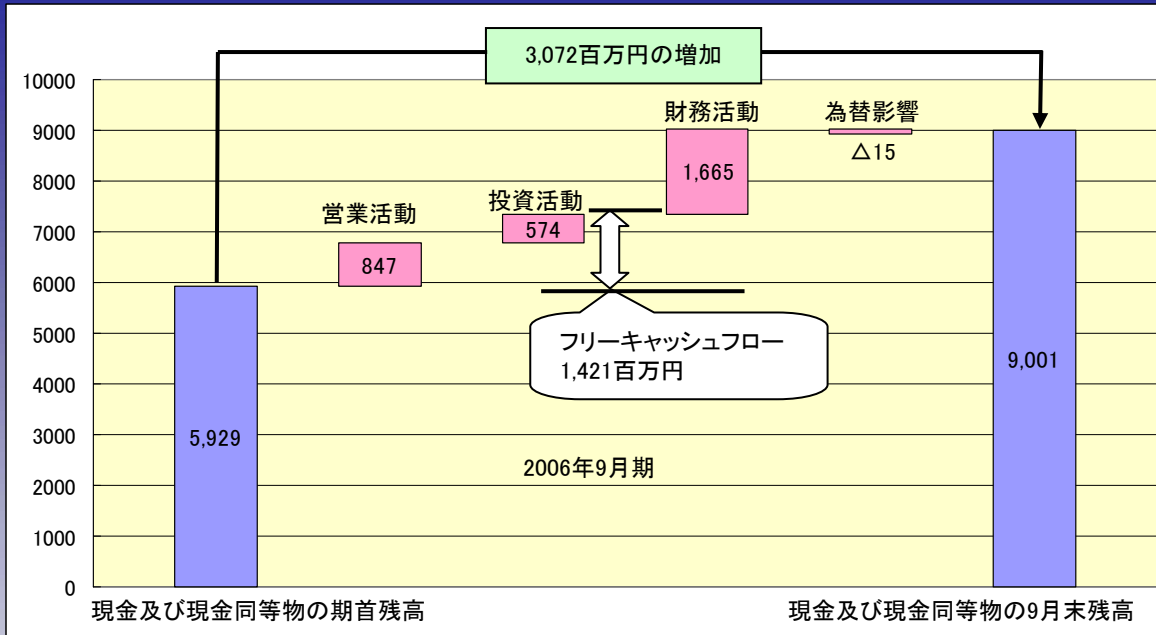 3,072百万円の増加
10000
9000
8000
7000
6000
5000
4000
3000
2000
1000
0
財務活動
為替影響
1,665
△15
投資活動
営業活動
574
847
フリーキャッシュフロー
1,421百万円
9,001
5,929
2006年9月期
現金及び現金同等物の期首残高
現金及び現金同等物の9月末残高